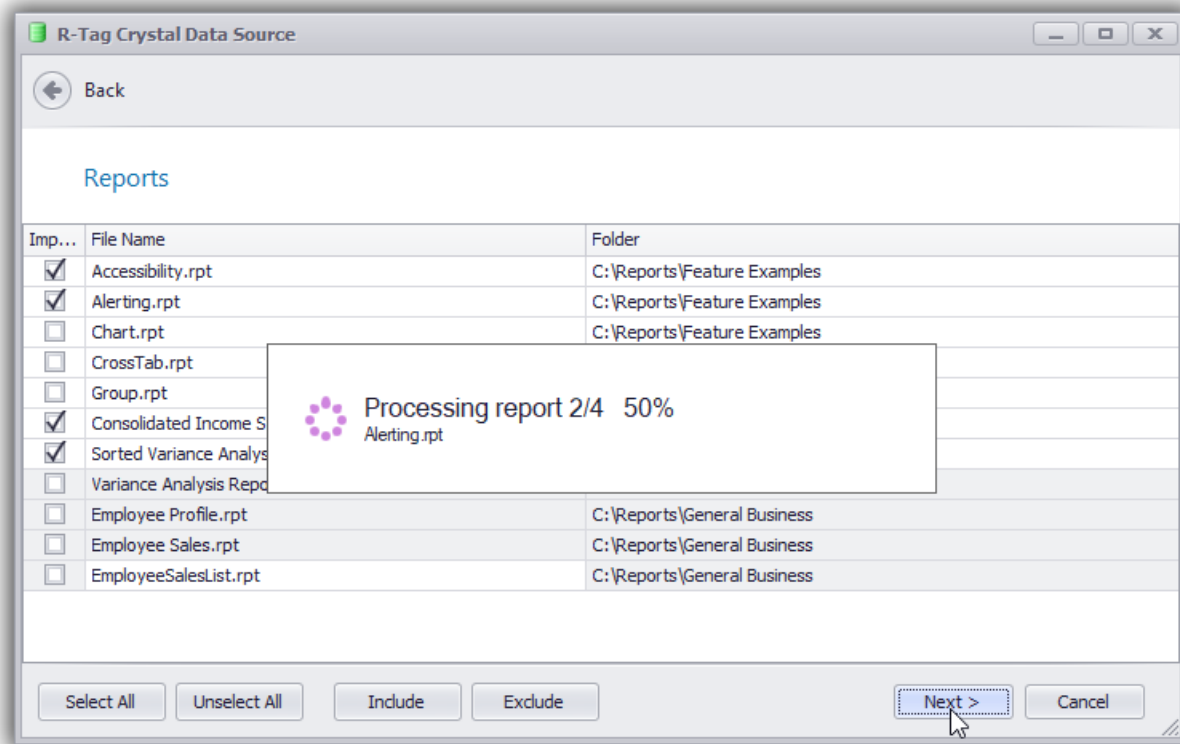 R-Tag Crystal Data Source
Back
Reports
Imp... File Name Folder
Accessibility.rpt C:\Reports\Feature Examples
Alerting.rpt C:\Reports\Feature Examples
Chart.rpt C:\Reports\Feature Examples
CrossTab.rpt
Group.rpt
Consolidated Income S
Sorted Variance Analys
Variance Analysis Repo
Processing report 2/4 50%
Alerting.rpt
Employee Profile.rpt C:\Reports\General Business
Employee Sales.rpt C:\Reports\General Business
EmployeeSalesList.rpt C:\Reports\General Business
Select All Unselect All Include Exclude Next > Cancel